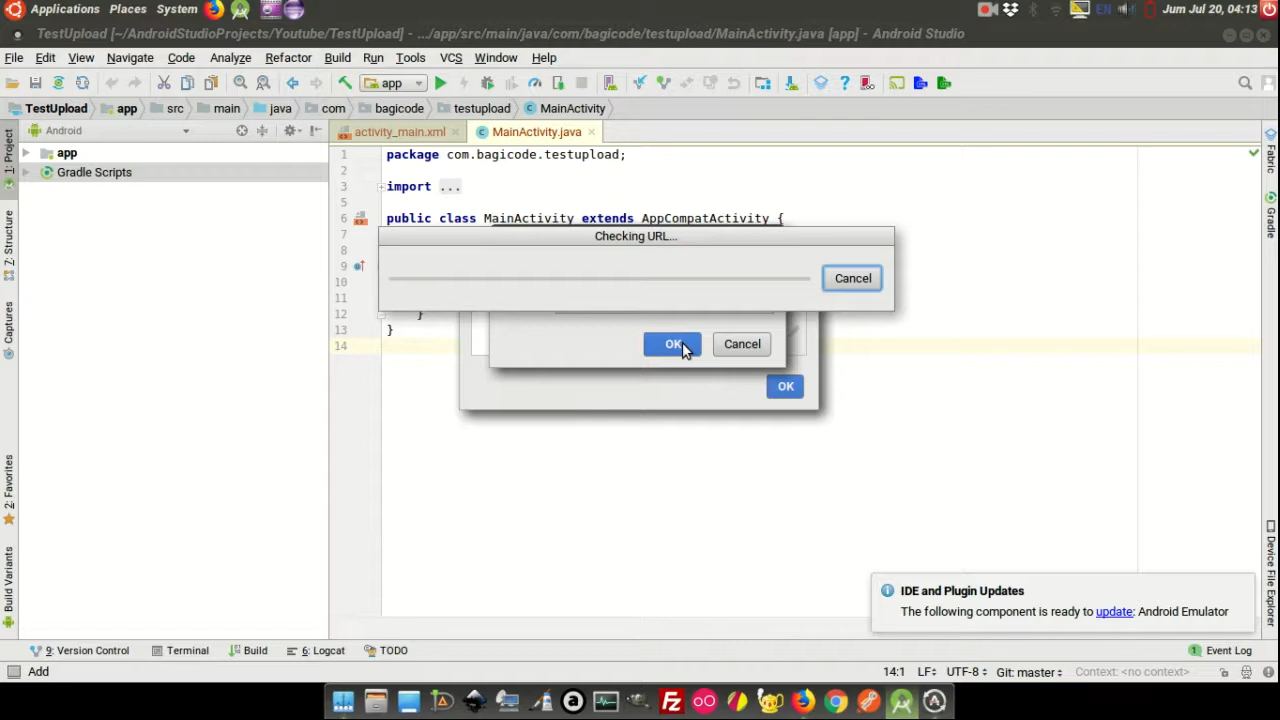 Applications Places System
EN
Jum Jul 20, 04:13
TestUpload [~/AndroidStudioProjects/Youtube/TestUpload] - .../app/src/main/java/com/bagicode/testupload/MainActivity.java [app] - Android Studio
File Edit View Navigate Code Analyze Refactor Build Run Tools VCS Window Help
app
TestUpload app src main java com bagicode testupload MainActivity
Android
activity_main.xml
MainActivity.java
1: Project
Z: Structure
Captures
2: Favorites
Build Variants
app
Gradle Scripts
1 package com.bagicode.testupload;
2
3 import ...
5
6 public class MainActivity extends AppCompatActivity {
7
8
9
10
11
12 }
13 }
14
Checking URL...
Cancel
OK
Cancel
OK
Fabric
Gradle
Device File Explorer
IDE and Plugin Updates
The following component is ready to update: Android Emulator
9: Version Control Terminal Build 6: Logcat TODO
1 Event Log
Add
14:1 LF UTF-8 Git: master Context: <no context>